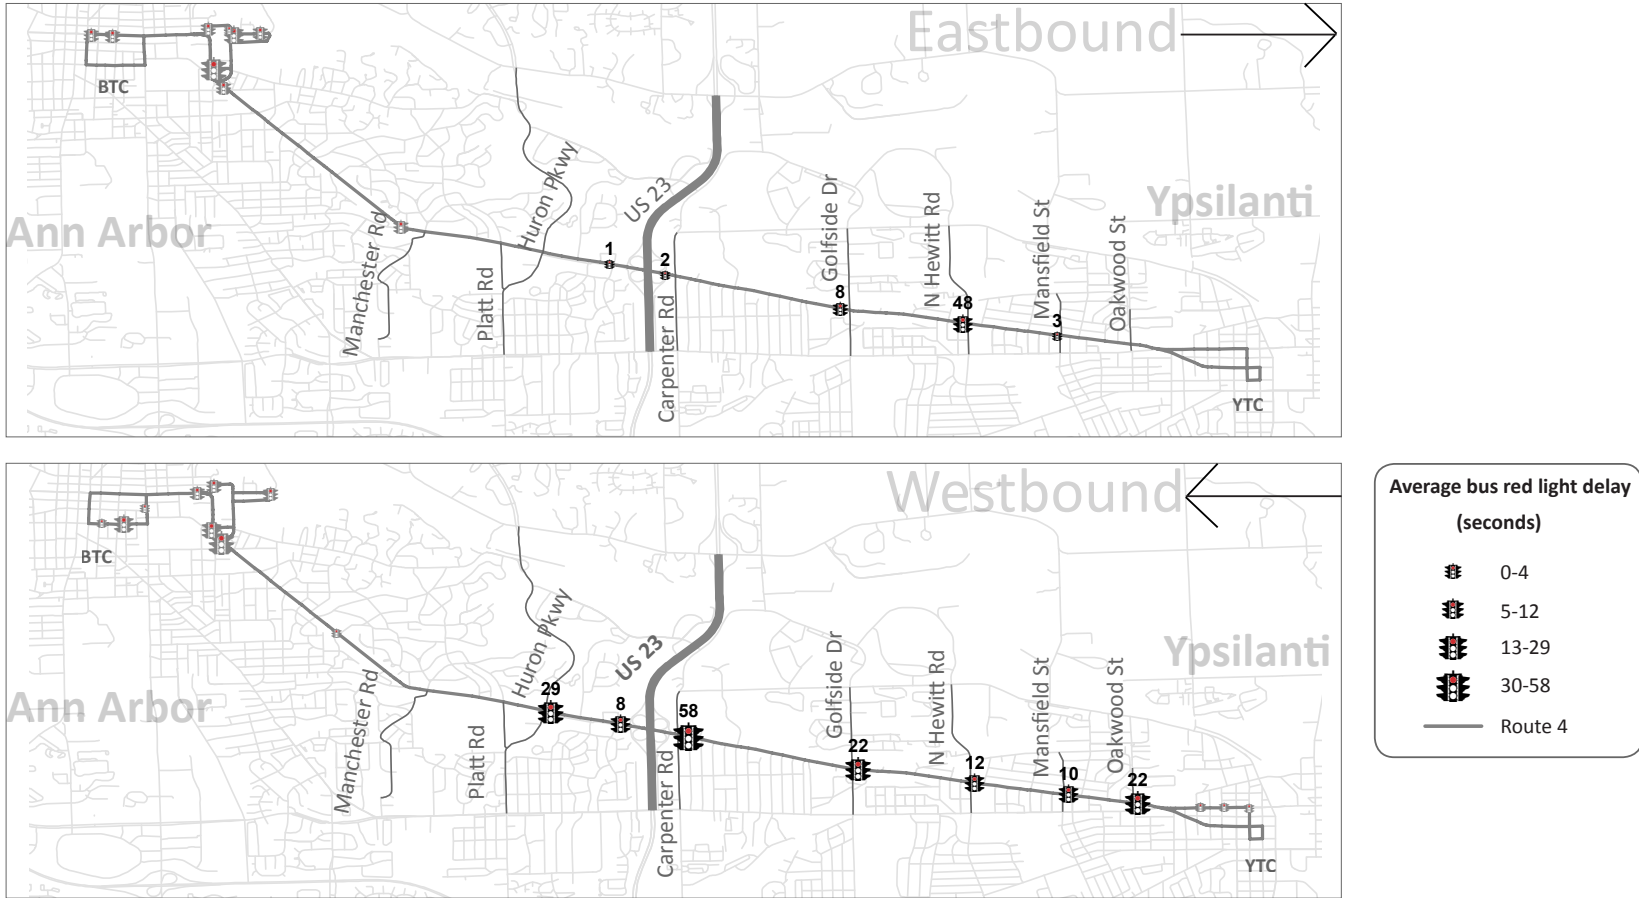 Eastbound
BTC
Ann Arbor
Manchester Rd
Platt Rd
Huron Pkwy
US 23
1
2
Carpenter Rd
Golfside Dr
8
N Hewitt Rd
48
Mansfield St
3
Oakwood St
Ypsilanti
YTC
Westbound
BTC
Ann Arbor
Manchester Rd
Platt Rd
Huron Pkwy
29
8
US 23
58
Carpenter Rd
Golfside Dr
22
N Hewitt Rd
12
Mansfield St
10
Oakwood St
22
Ypsilanti
YTC
Average bus red light delay
(seconds)
0-4
5-12
13-29
30-58
Route 4